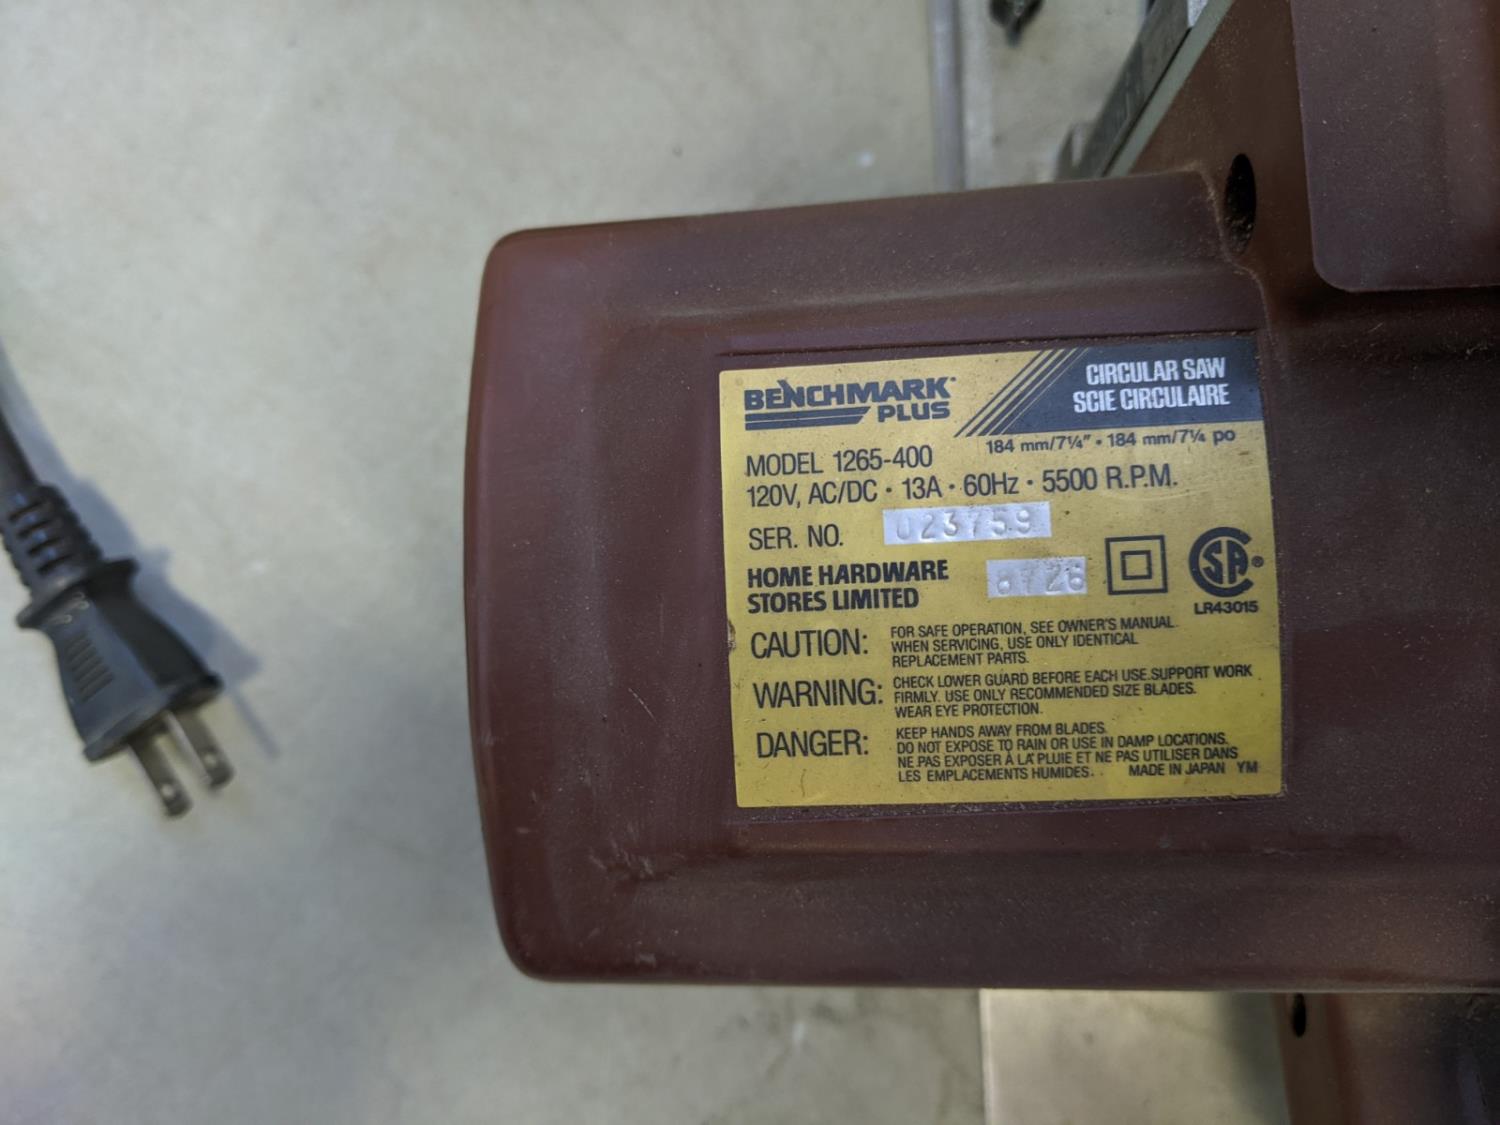 BENCHMARK
PLUS
CIRCULAR SAW
SCIE CIRCULAIRE
184 mm/7¼" • 184 mm/7¼ po
MODEL 1265-400
120V, AC/DC • 13A • 60Hz • 5500 R.P.M.
SER. NO. 023759
HOME HARDWARE
STORES LIMITED
8726
CSA®
LR43015
CAUTION: FOR SAFE OPERATION, SEE OWNER'S MANUAL.
WHEN SERVICING, USE ONLY IDENTICAL
REPLACEMENT PARTS.
WARNING: CHECK LOWER GUARD BEFORE EACH USE. SUPPORT WORK
FIRMLY. USE ONLY RECOMMENDED SIZE BLADES.
WEAR EYE PROTECTION.
DANGER: KEEP HANDS AWAY FROM BLADES.
DO NOT EXPOSE TO RAIN OR USE IN DAMP LOCATIONS.
NE PAS EXPOSER À LA PLUIE ET NE PAS UTILISER DANS
LES EMPLACEMENTS HUMIDES. MADE IN JAPAN YM